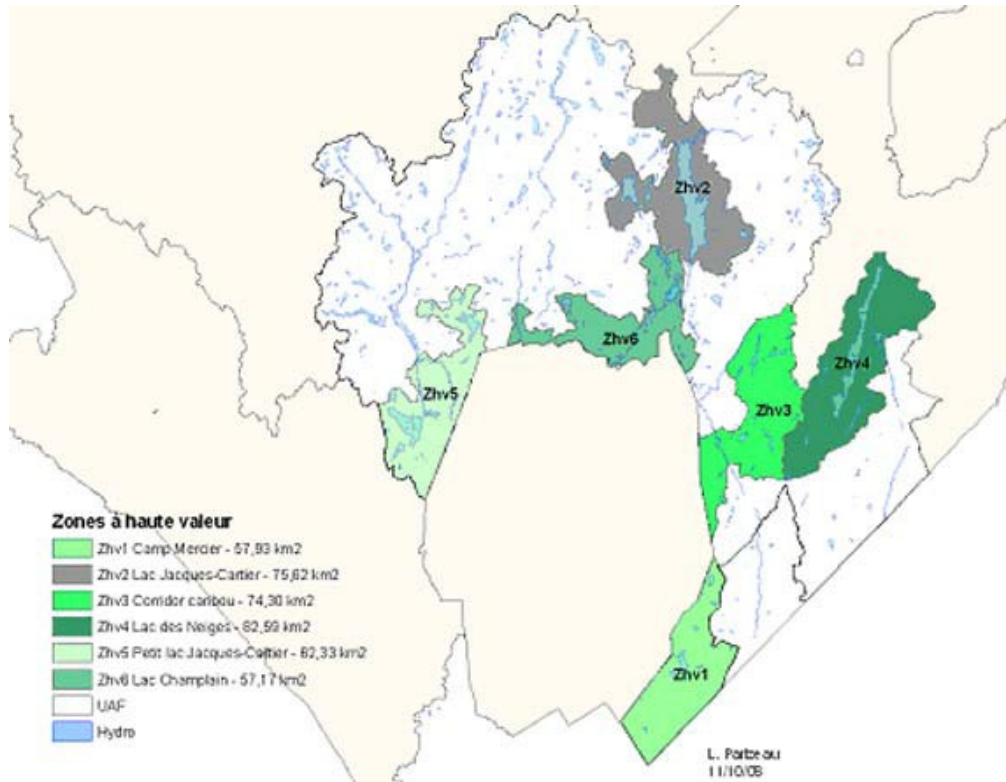 Zhv2
Zhv6
Zhv4
Zhv5
Zhv3
Zhv1
Zones à haute valeur
Zhv1 Camp Mercier - 57,93 km2
Zhv2 Lac Jacques-Cartier - 75,62 km2
Zhv3 Corridor caribou - 74,30 km2
Zhv4 Lac des Neiges - 82,59 km2
Zhv5 Petit lac Jacques-Cartier - 62,33 km2
Zhv6 Lac Champlain - 57,17 km2
UAF
Hydro
L.
11/10/08